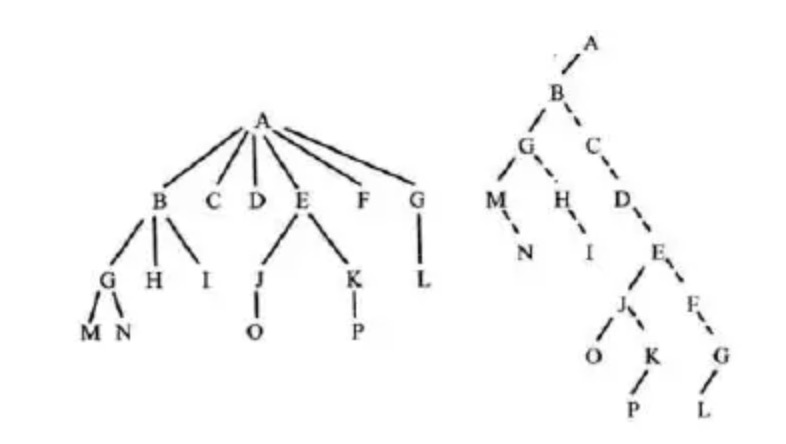 A
B C D E F G
G H I J K L
M N O P
A
B
G C
M H D
N I E
J F
O K G
P L